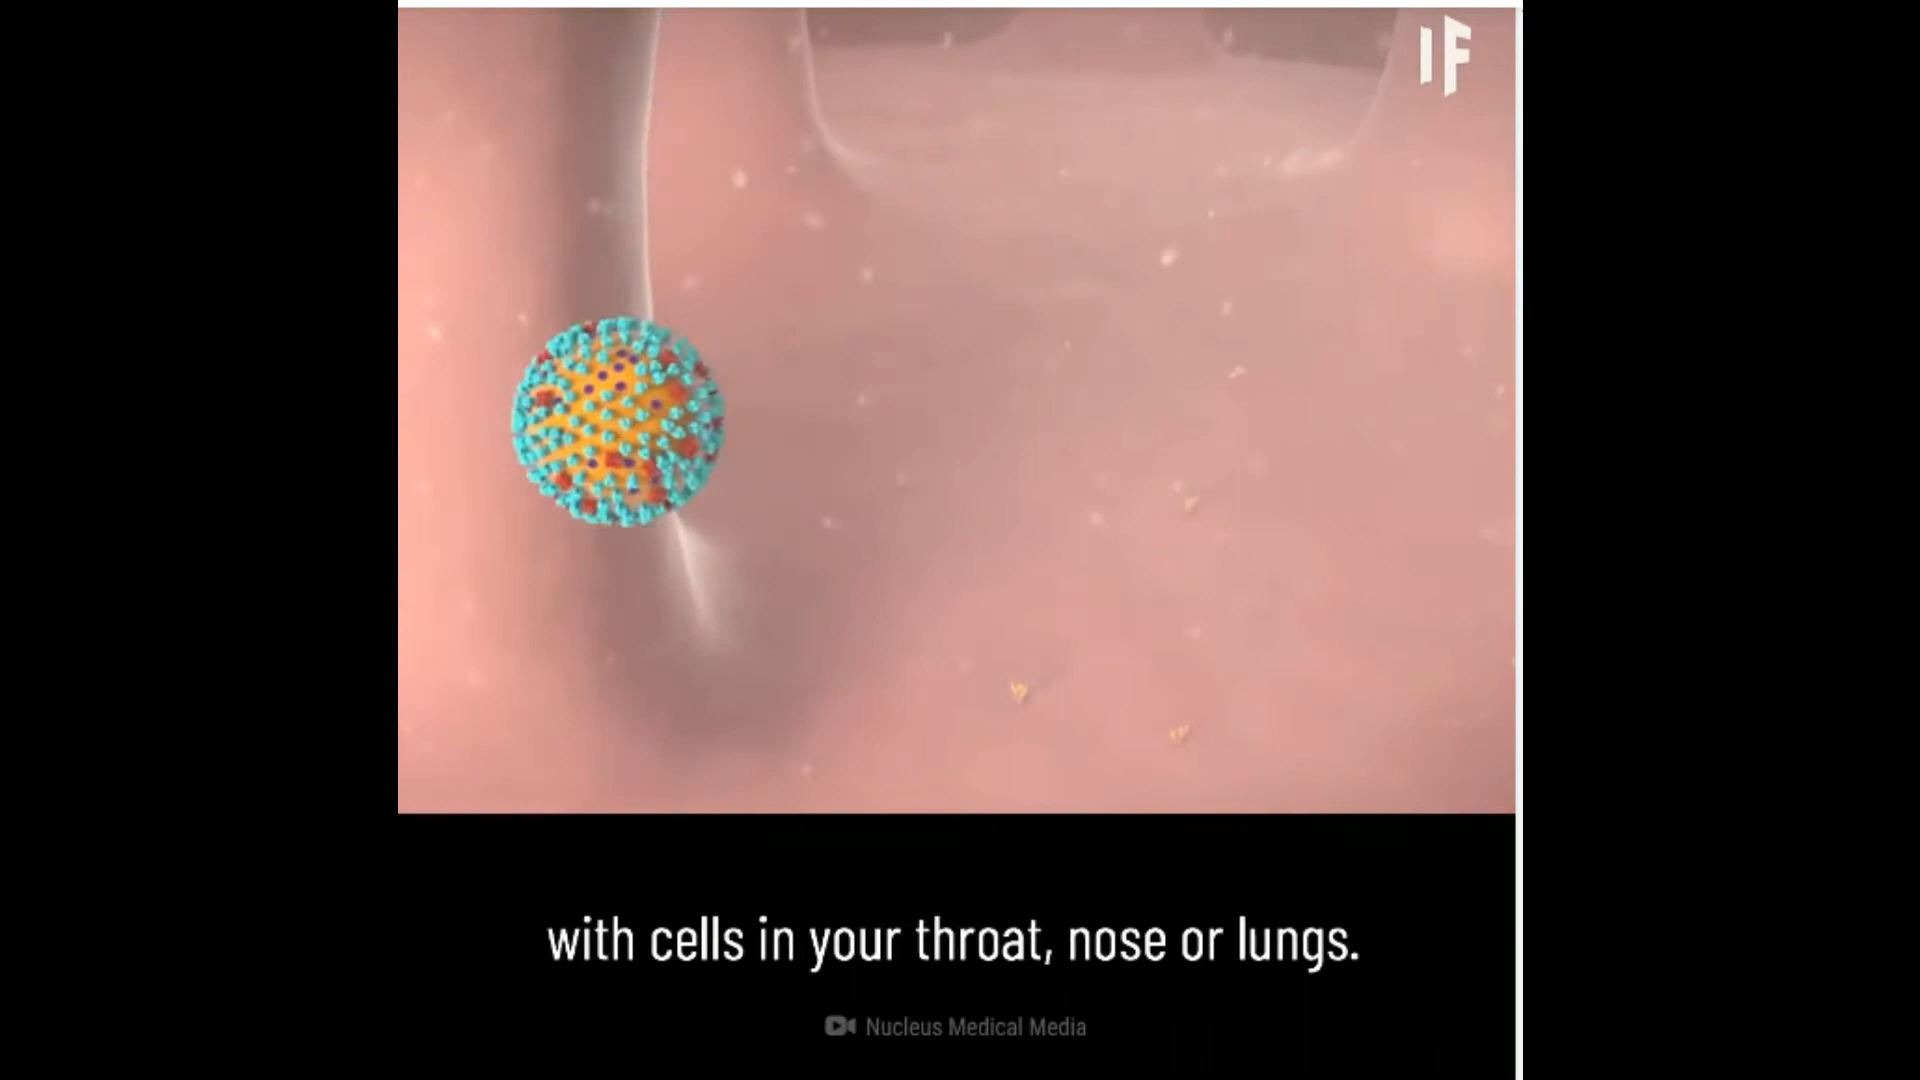 IF
with cells in your throat, nose or lungs.
Nucleus Medical Media